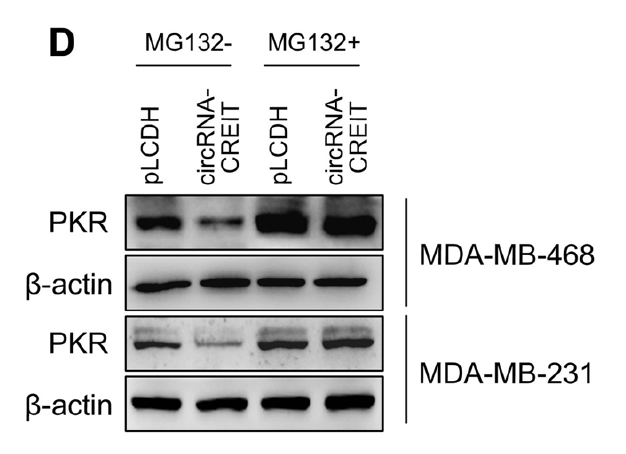 D
MG132- MG132+
pLCDH
circRNA-
CREIT
pLCDH
circRNA-
CREIT
PKR
β-actin
MDA-MB-468
PKR
β-actin
MDA-MB-231